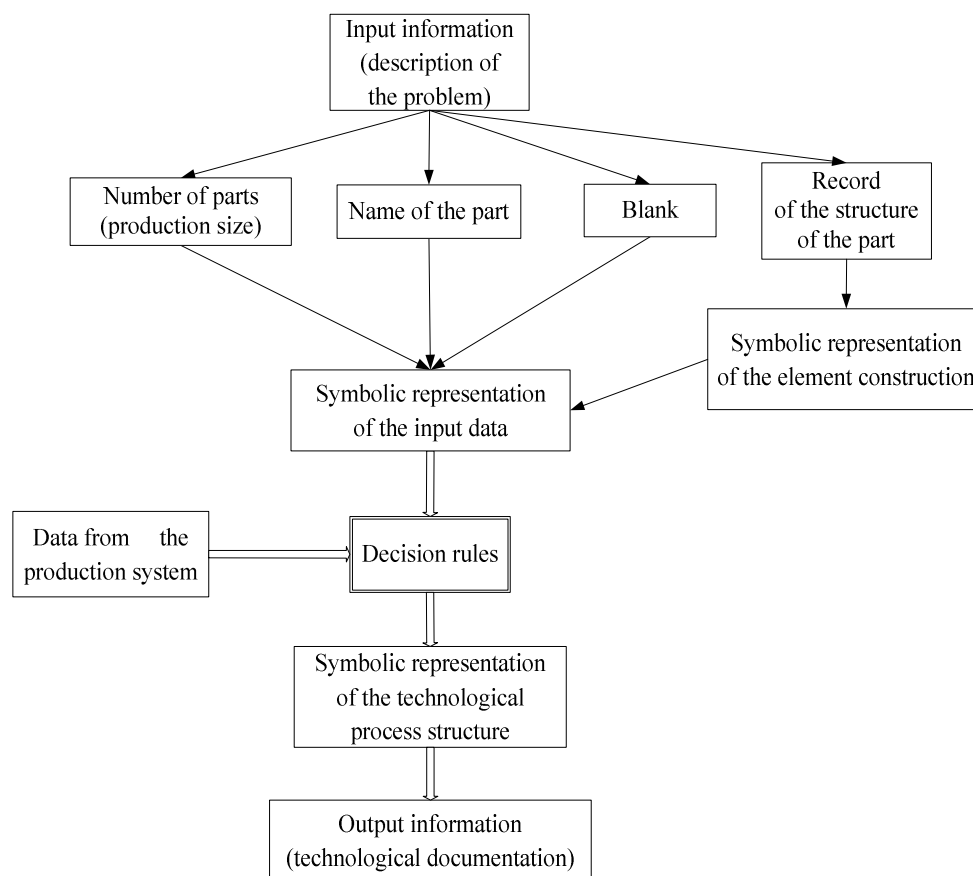 Input information
(description of
the problem)
Number of parts
(production size)
Name of the part
Blank
Record
of the structure
of the part
Symbolic representation
of the element construction
Symbolic representation
of the input data
Data from the
production system
Decision rules
Symbolic representation
of the technological
process structure
Output information
(technological documentation)